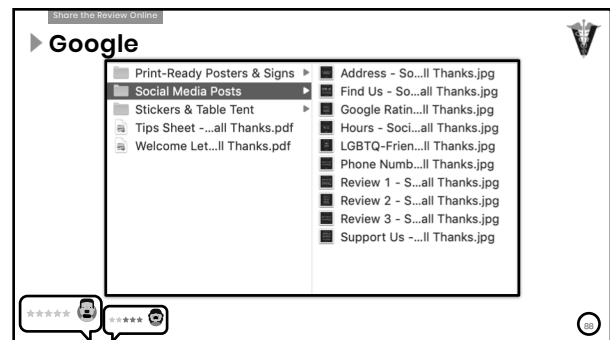 Share the Review Online
Google
Print-Ready Posters & Signs
Social Media Posts
Stickers & Table Tent
Tips Sheet -...all Thanks.pdf
Welcome Let...ll Thanks.pdf
Address - So...ll Thanks.jpg
Find Us - So...all Thanks.jpg
Google Ratin...ll Thanks.jpg
Hours - Soci...all Thanks.jpg
LGBTQ-Frien...ll Thanks.jpg
Phone Numb...ll Thanks.jpg
Review 1 - S...all Thanks.jpg
Review 2 - S...all Thanks.jpg
Review 3 - S...all Thanks.jpg
Support Us -...ll Thanks.jpg
88